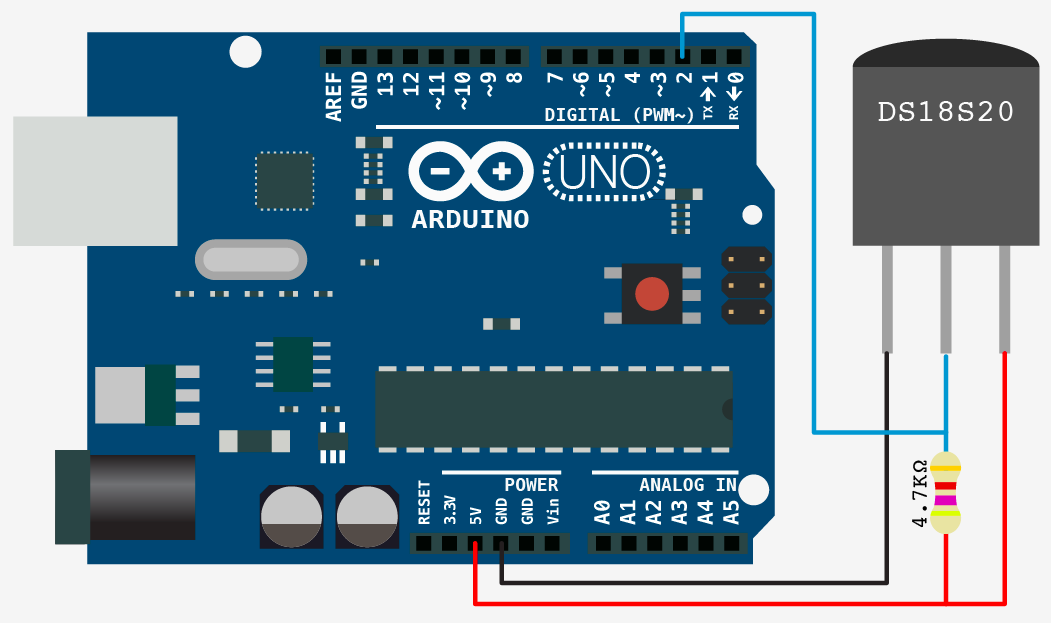 AREF
GND
13
12
~11
~10
~9
8
7
~6
~5
4
~3
2
TX→1
RX←0
DIGITAL (PWM~)
UNO
ARDUINO
DS18S20
4.7KΩ
POWER
ANALOG IN
RESET
3.3V
5V
GND
GND
Vin
A0
A1
A2
A3
A4
A5